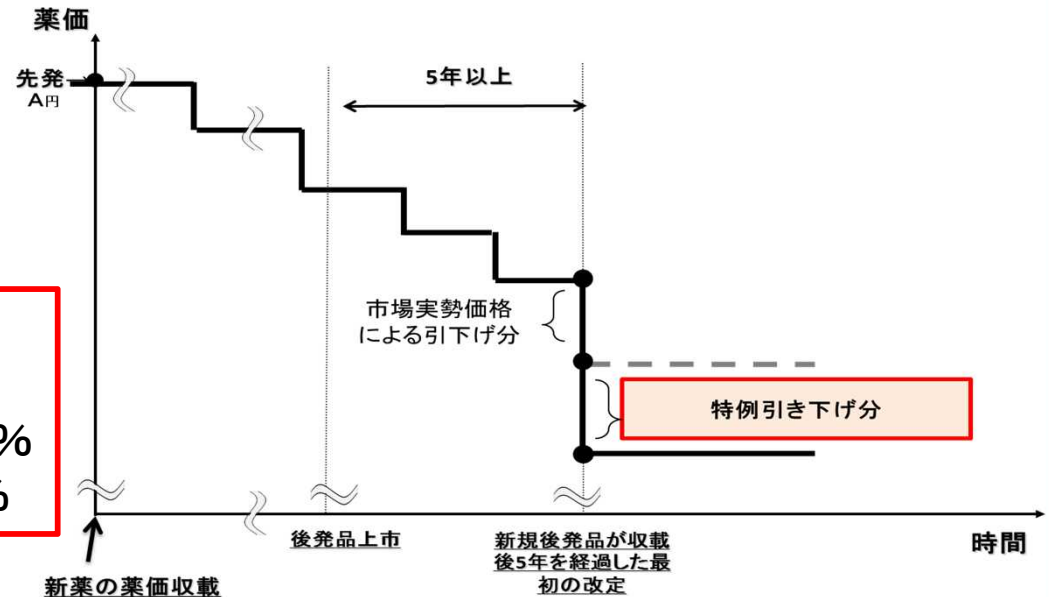 薬価
先発
A円
5年以上
市場実勢価格
による引下げ分
特例引き下げ分
%
%
後発品上市
新規後発品が収載
後5年を経過した最
初の改定
時間
新薬の薬価収載